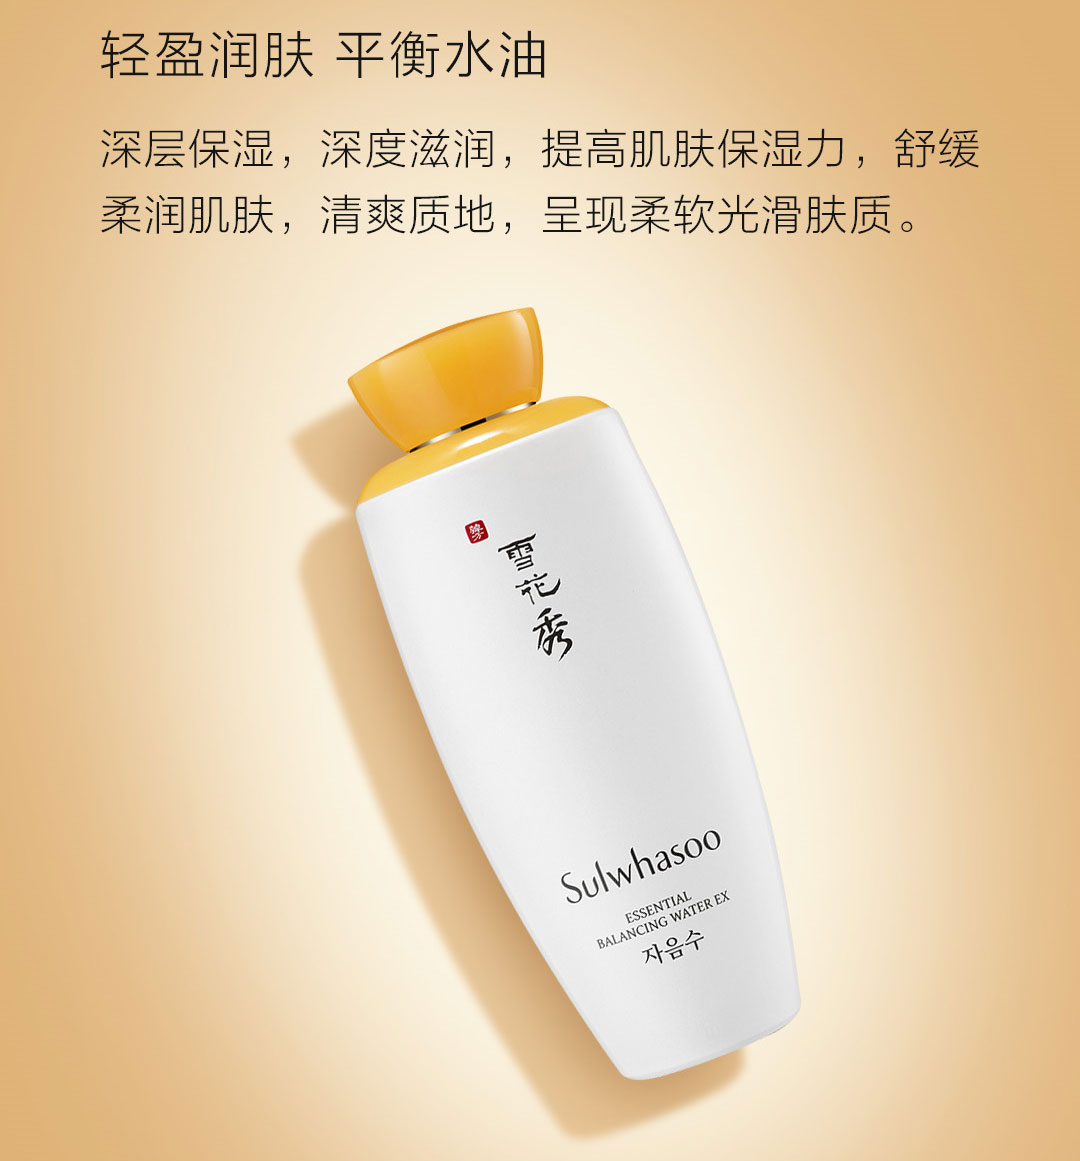 轻盈润肤 平衡水油
深层保湿，深度滋润，提高肌肤保湿力，舒缓
柔润肌肤，清爽质地，呈现柔软光滑肤质。
雪花秀
Sulwhasoo
ESSENTIAL
BALANCING WATER EX
자음수